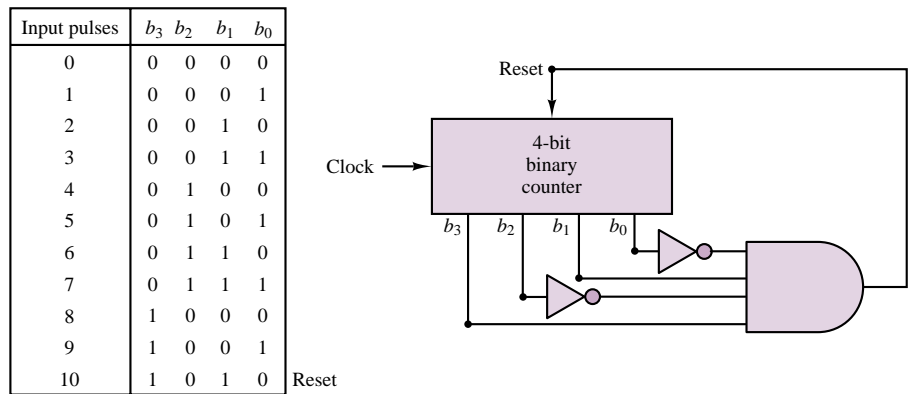 Input pulses b3 b2 b1 b0
0 0 0 0 0
1 0 0 0 1
2 0 0 1 0
3 0 0 1 1
4 0 1 0 0
5 0 1 0 1
6 0 1 1 0
7 0 1 1 1
8 1 0 0 0
9 1 0 0 1
10 1 0 1 0 Reset
Reset
4-bit
binary
counter
Clock
b3 b2 b1 b0